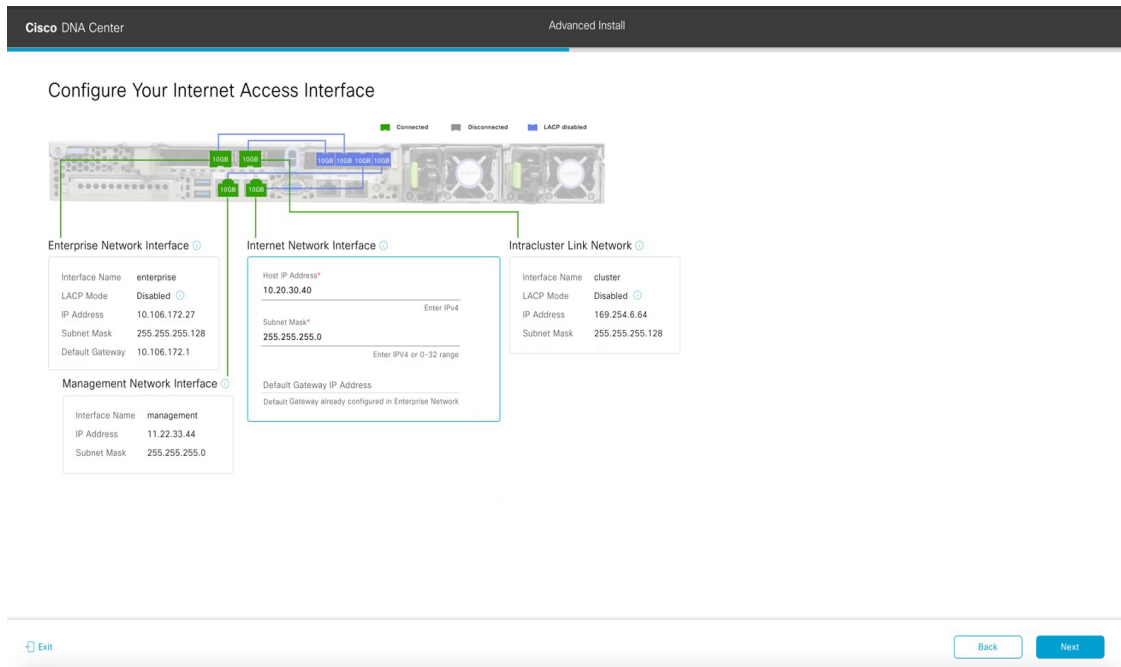 Cisco DNA Center
Advanced Install
Configure Your Internet Access Interface
Connected Disconnected LACP disabled
10GB 10GB 10GB 10GB 10GB 10GB
10GB 10GB
Enterprise Network Interface
Interface Name enterprise
LACP Mode Disabled
IP Address 10.106.172.27
Subnet Mask 255.255.255.128
Default Gateway 10.106.172.1
Management Network Interface
Interface Name management
IP Address 11.22.33.44
Subnet Mask 255.255.255.0
Internet Network Interface
Host IP Address*
10.20.30.40
Enter IPv4
Subnet Mask*
255.255.255.0
Enter IPV4 or 0-32 range
Default Gateway IP Address
Default Gateway already configured in Enterprise Network
Intracluster Link Network
Interface Name cluster
LACP Mode Disabled
IP Address 169.254.6.64
Subnet Mask 255.255.255.128
Exit
Back
Next